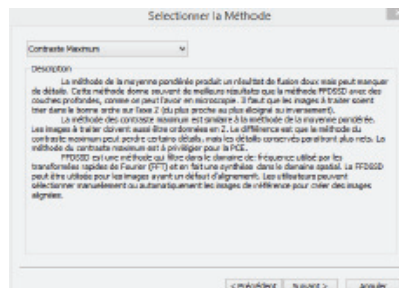 Selectionner la Méthode
Contraste Maximum
Description
La méthode de la moyenne pondérée produit un résultat de fusion doux mais peut manquer
de détails. Cette méthode donne souvent de meilleurs résultats que la méthode FFDSSD avec des
couches profondes, comme on peut l'avoir en microscopie. Il faut que les images à traiter soient
trier dans le bonne ordre sur l'axe Z (du plus proche au plus éloigné ou inversement).
La méthode des contraste maximum est similaire à la méthode de la moyenne pondérée.
Les images à traiter doivent aussi être ordonnées en Z. La différence est que le méthode du
contraste maximum peut perdre certains détails, mais les détails conservés paraîtront plus nets. La
méthode du contraste maximum est à privilégier pour la PCE.
FFDSSD est une méthode qui filtre dans le domaine de fréquence utilisé par les
transformées rapides de Fourier (FFT) et en fait une synthèse dans le domaine spatial. La FFDSSD
peut être utilisée pour les images ayant un défaut d'alignement. Les utilisateurs peuvent
sélectionner manuellement ou automatiquement les images de référence pour créer des images
alignées.
< Précédent Suivant > Annuler